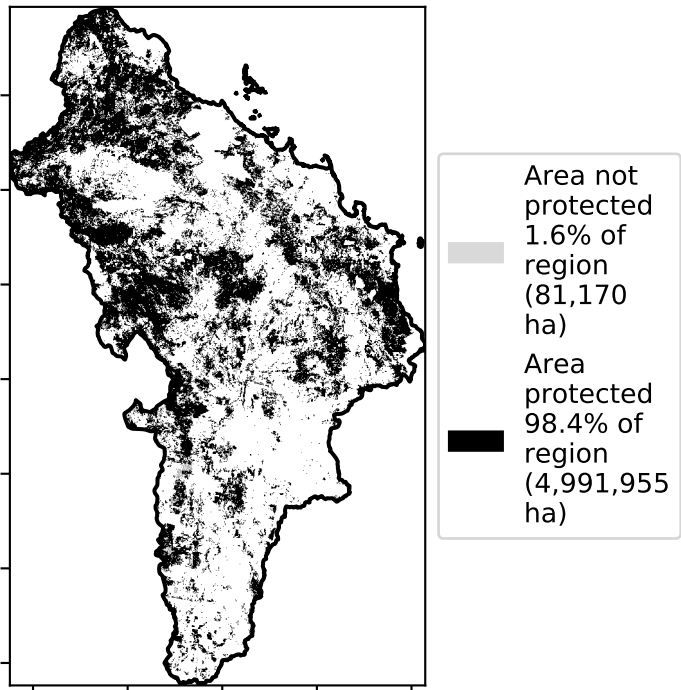 Area not
protected
1.6% of
region
(81,170
ha)
Area
protected
98.4% of
region
(4,991,955
ha)